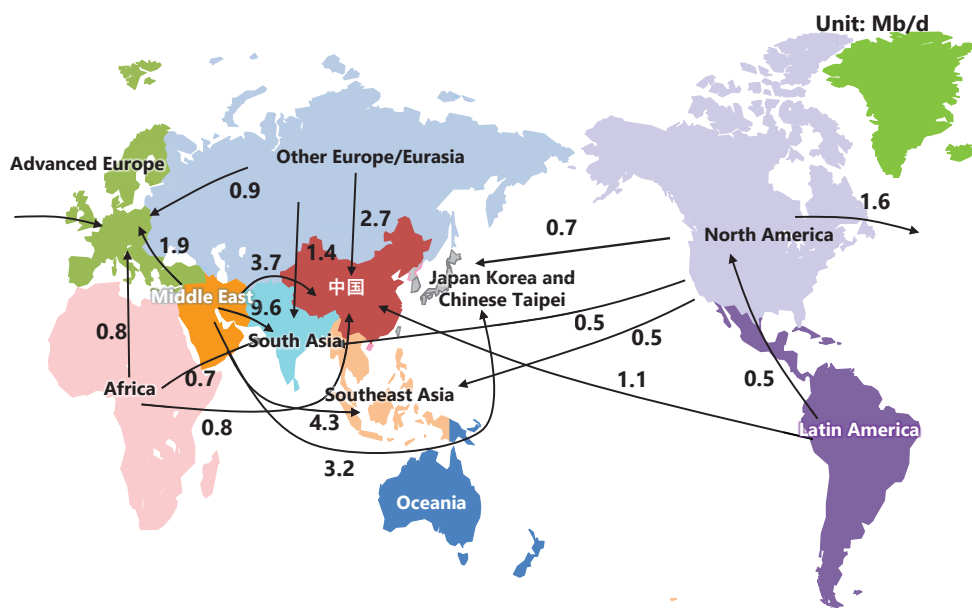 Unit: Mb/d
Advanced Europe
Other Europe/Eurasia
0.9
2.7
1.6
1.9
3.7
1.4
0.7
North America
Japan Korea and
Chinese Taipei
Middle East
中国
9.6
South Asia
0.8
0.5
0.5
0.7
Africa
Southeast Asia
1.1
0.5
0.8
4.3
Latin America
3.2
Oceania